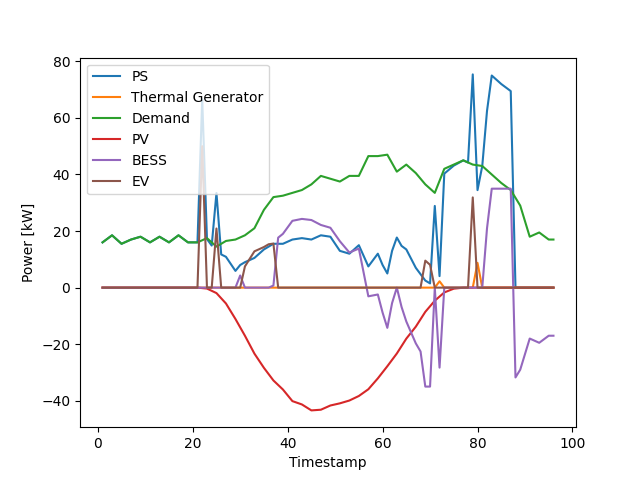 80
60
40
20
0
−20
−40
Power [kW]
PS
Thermal Generator
Demand
PV
BESS
EV
0 20 40 60 80 100
Timestamp